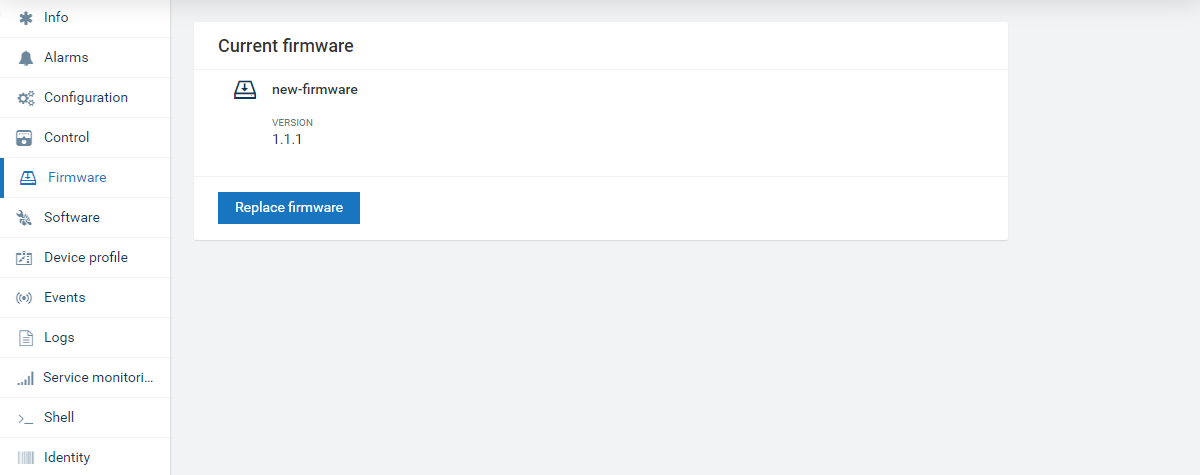 Info
Alarms
Configuration
Control
Firmware
Software
Device profile
Events
Logs
Service monitori...
Shell
Identity
Current firmware
new-firmware
VERSION
1.1.1
Replace firmware